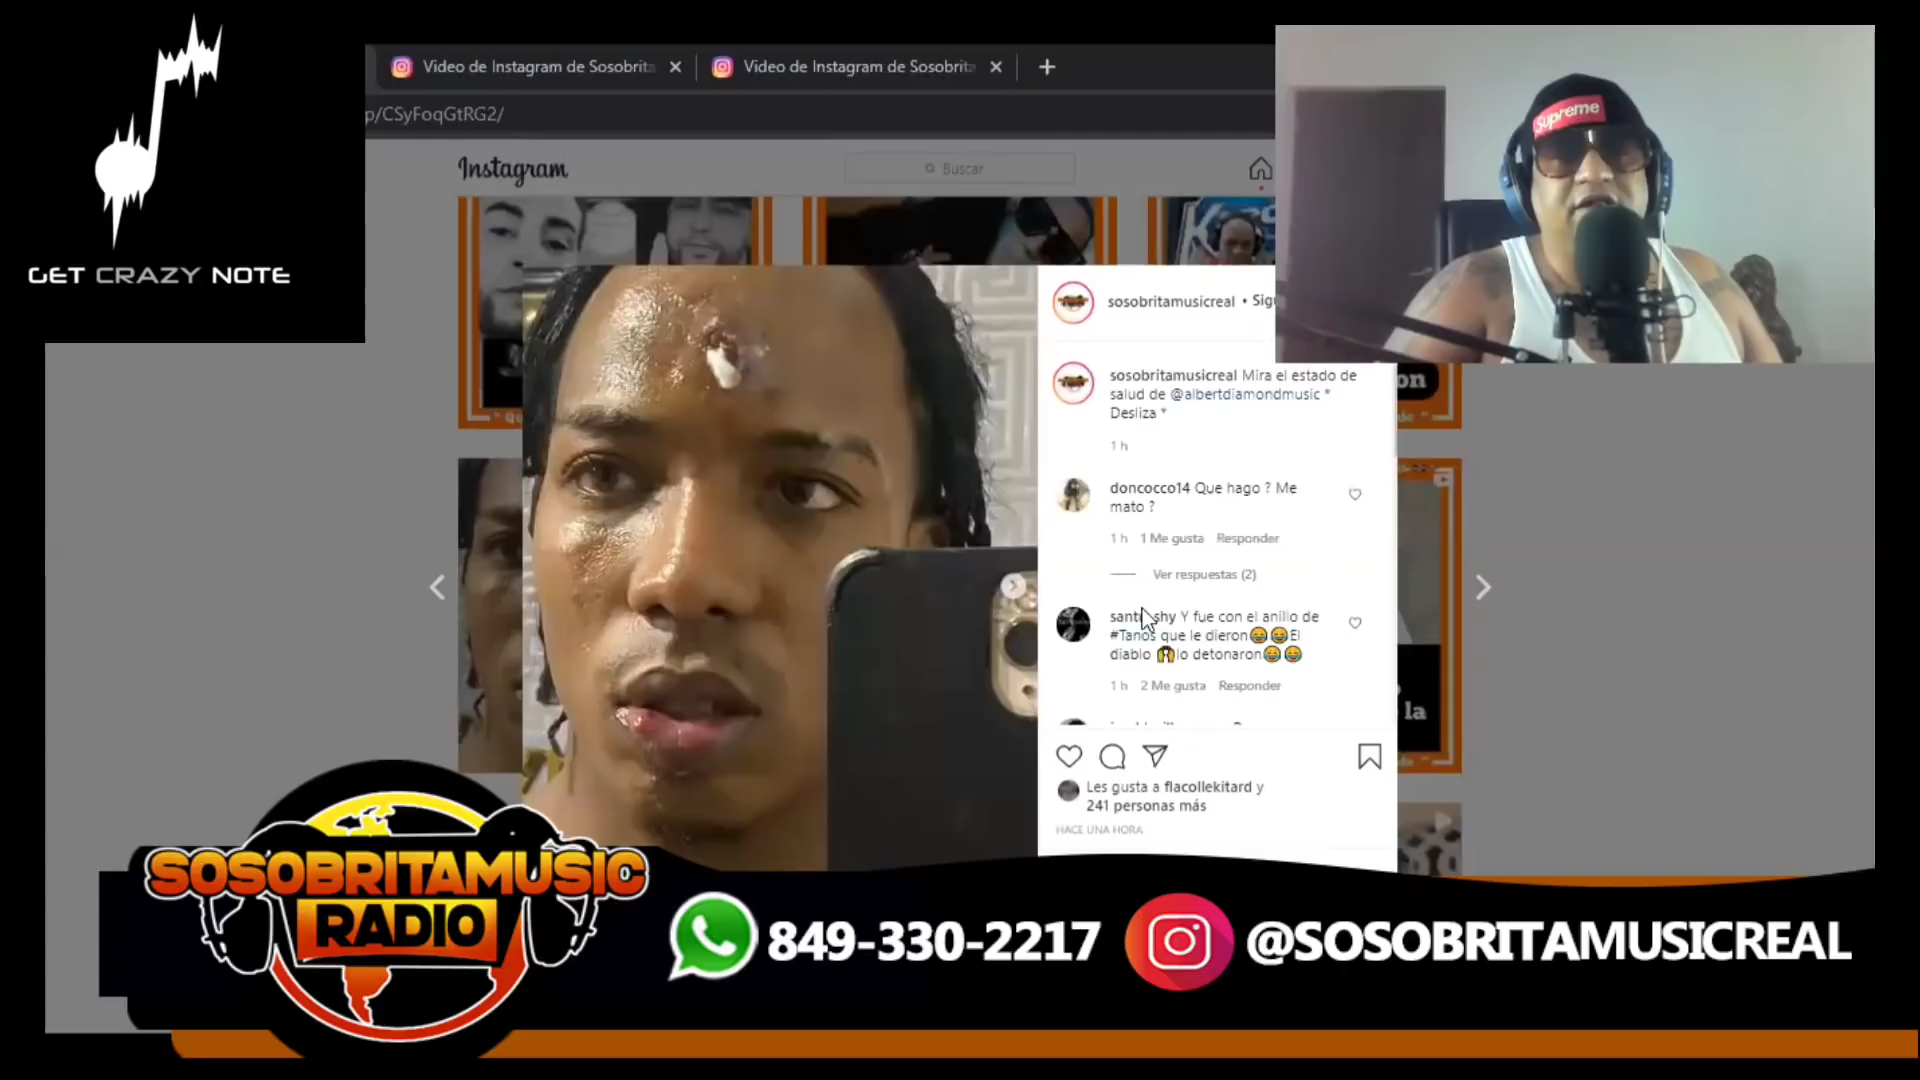 GET CRAZY NOTE
Video de Instagram de Sosobrita
Video de Instagram de Sosobrita
p/CSyFoqGtRG2/
Instagram
Buscar
Supreme
sosobritamusicreal • Sig
sosobritamusicreal Mira el estado de
salud de @albertdiamondmusic *
Desliza *
1 h
doncocco14 Que hago ? Me
mato ?
1 h 1 Me gusta Responder
Ver respuestas (2)
shy Y fue con el anillo de
#Tanos que le dieron😂😂El
diablo 🙌lo detonaron😂😂
1 h 2 Me gusta Responder
on
la
Les gusta a flacollekitard y
241 personas más
HACE UNA HORA
SOSOBRITAMUSIC
RADIO
849-330-2217
@SOSOBRITAMUSICREAL